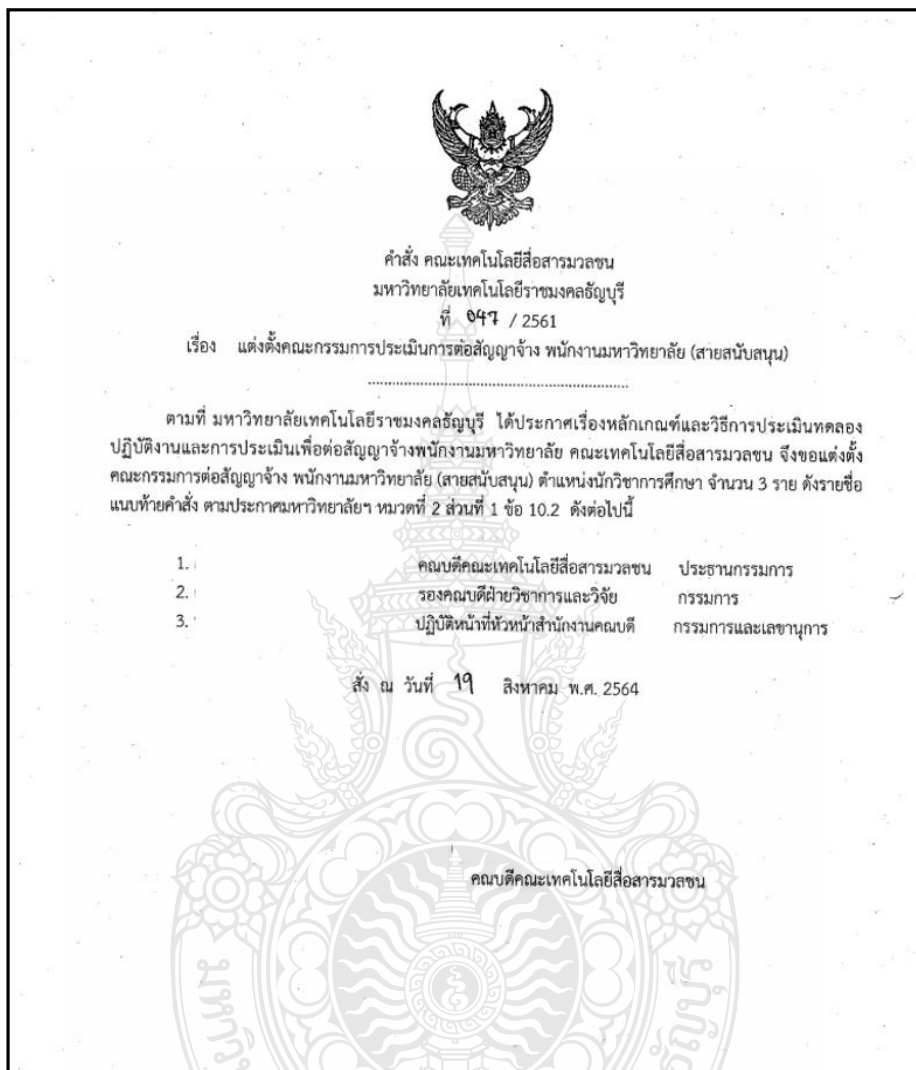 คำสั่ง คณะเทคโนโลยีสื่อสารมวลชน
มหาวิทยาลัยเทคโนโลยีราชมงคลธัญบุรี
ที่ 047 / 2561
เรื่อง แต่งตั้งคณะกรรมการประเมินการต่อสัญญาจ้าง พนักงานมหาวิทยาลัย (สายสนับสนุน)
ตามที่ มหาวิทยาลัยเทคโนโลยีราชมงคลธัญบุรี ได้ประกาศเรื่องหลักเกณฑ์และวิธีการประเมินทดลอง
ปฏิบัติงานและการประเมินเพื่อต่อสัญญาจ้างพนักงานมหาวิทยาลัย คณะเทคโนโลยีสื่อสารมวลชน จึงขอแต่งตั้ง
คณะกรรมการต่อสัญญาจ้าง พนักงานมหาวิทยาลัย (สายสนับสนุน) ตำแหน่งนักวิชาการศึกษา จำนวน 3 ราย ดังรายชื่อ
แนบท้ายคำสั่ง ตามประกาศมหาวิทยาลัยฯ หมวดที่ 2 ส่วนที่ 1 ข้อ 10.2 ดังต่อไปนี้
1. คณบดีคณะเทคโนโลยีสื่อสารมวลชน ประธานกรรมการ
2. รองคณบดีฝ่ายวิชาการและวิจัย กรรมการ
3. ปฏิบัติหน้าที่หัวหน้าสำนักงานคณบดี กรรมการและเลขานุการ
สั่ง ณ วันที่ 19 สิงหาคม พ.ศ. 2564
คณบดีคณะเทคโนโลยีสื่อสารมวลชน